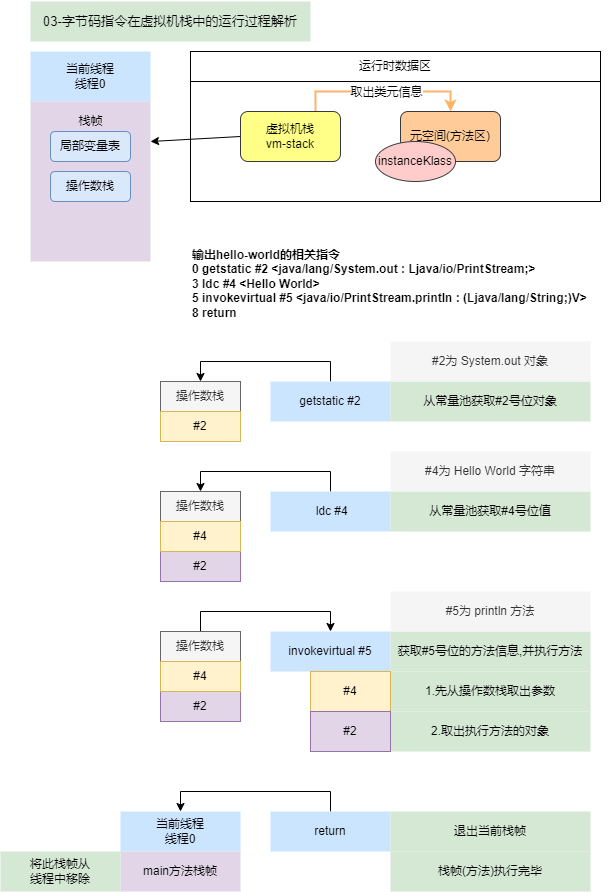 03-字节码指令在虚拟机栈中的运行过程解析
当前线程
线程0
栈帧
局部变量表
操作数栈
运行时数据区
取出类元信息
虚拟机栈
vm-stack
元空间(方法区)
instanceKlass
输出hello-world的相关指令
0 getstatic #2 <java/lang/System.out : Ljava/io/PrintStream;>
3 ldc #4 <Hello World>
5 invokevirtual #5 <java/io/PrintStream.println : (Ljava/lang/String;)V>
8 return
#2为 System.out 对象
操作数栈
getstatic #2
从常量池获取#2号位对象
#2
#4为 Hello World 字符串
操作数栈
ldc #4
从常量池获取#4号位值
#4
#2
#5为 println 方法
操作数栈
invokevirtual #5
获取#5号位的方法信息,并执行方法
#4
#4
1.先从操作数栈取出参数
#2
#2
2.取出执行方法的对象
当前线程
线程0
return
退出当前栈帧
将此栈帧从
线程中移除
main方法栈帧
栈帧(方法)执行完毕